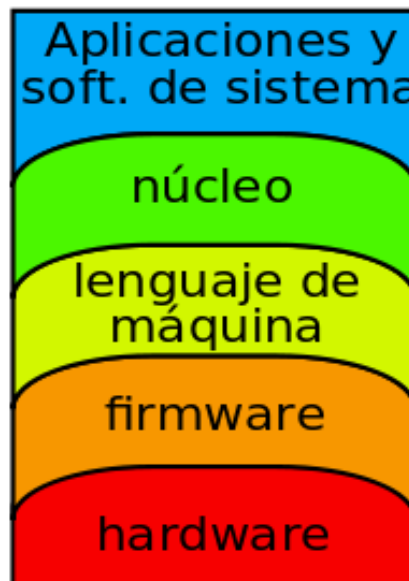 Aplicaciones y
soft. de sistema
núcleo
lenguaje de
máquina
firmware
hardware